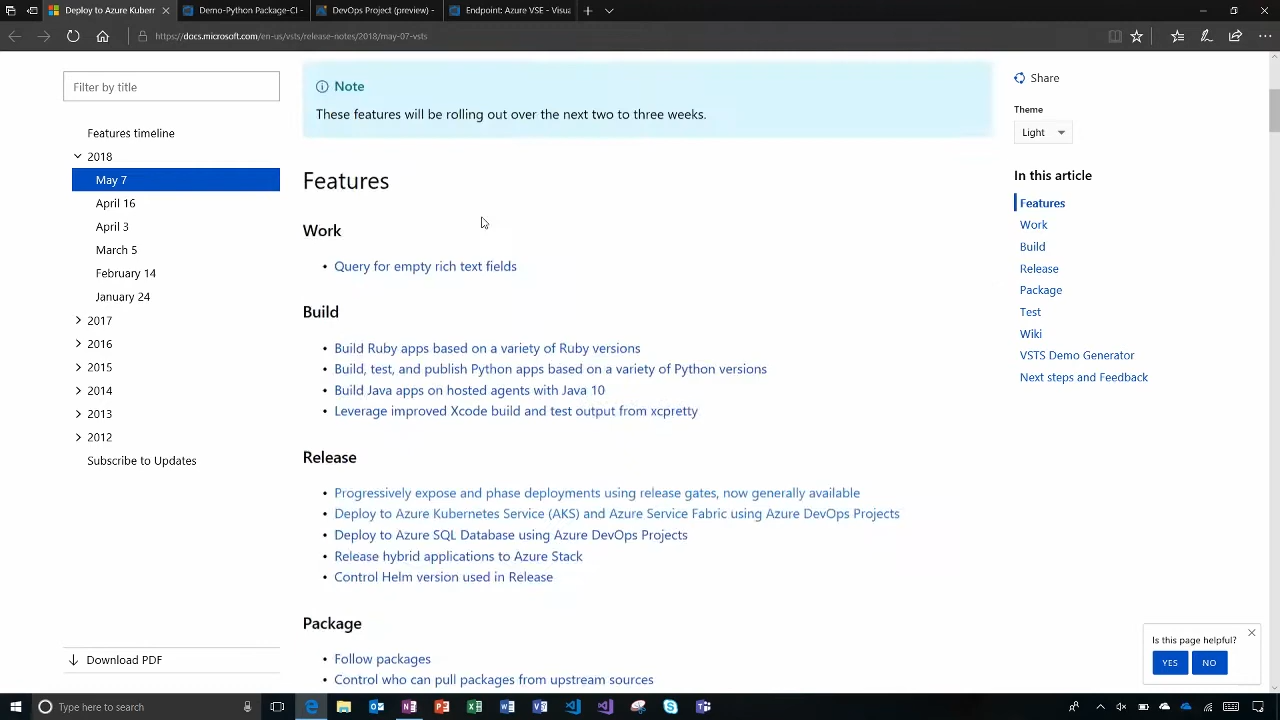 Deploy to Azure Kuberr
Demo-Python Package-CI -
DevOps Project (preview) -
Endpoint: Azure VSE - Visua
https://docs.microsoft.com/en-us/vsts/release-notes/2018/may-07-vsts
Filter by title
Features timeline
2018
May 7
April 16
April 3
March 5
February 14
January 24
2017
2016
2015
2014
2013
2012
Subscribe to Updates
Download PDF
Note
These features will be rolling out over the next two to three weeks.
Features
Work
• Query for empty rich text fields
Build
• Build Ruby apps based on a variety of Ruby versions
• Build, test, and publish Python apps based on a variety of Python versions
• Build Java apps on hosted agents with Java 10
• Leverage improved Xcode build and test output from xcpretty
Release
• Progressively expose and phase deployments using release gates, now generally available
• Deploy to Azure Kubernetes Service (AKS) and Azure Service Fabric using Azure DevOps Projects
• Deploy to Azure SQL Database using Azure DevOps Projects
• Release hybrid applications to Azure Stack
• Control Helm version used in Release
Package
• Follow packages
• Control who can pull packages from upstream sources
Share
Theme
Light
In this article
Features
Work
Build
Release
Package
Test
Wiki
VSTS Demo Generator
Next steps and Feedback
Is this page helpful?
YES
NO
Type here to search